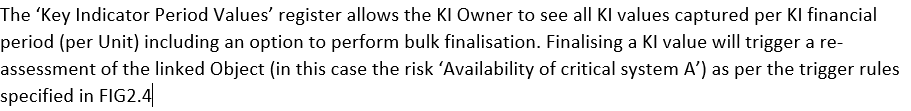 The ‘Key Indicator Period Values’ register allows the KI Owner to see all KI values captured per KI financial
period (per Unit) including an option to perform bulk finalisation. Finalising a KI value will trigger a re-
assessment of the linked Object (in this case the risk ‘Availability of critical system A’) as per the trigger rules
specified in FIG2.4